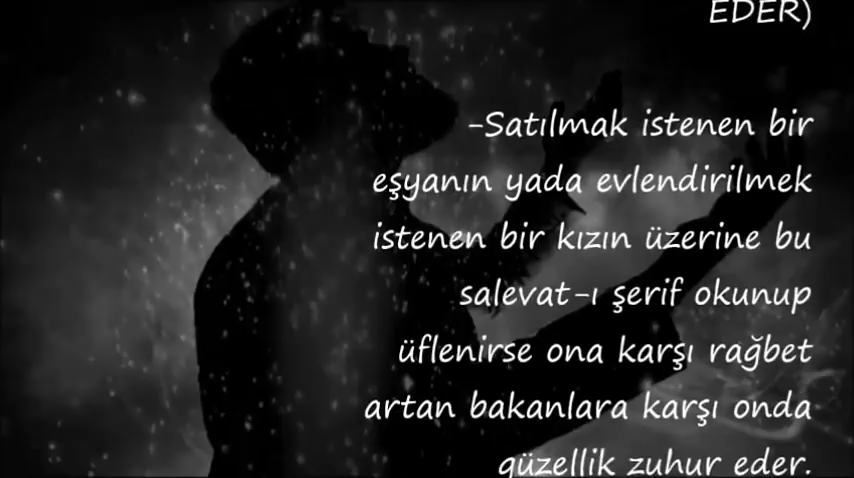 EDER)
-Satılmak istenen bir
eşyanın yada evlendirilmek
istenen bir kızın üzerine bu
salevat-ı şerif okunup
üflenirse ona karşı rağbet
artan bakanlara karşı onda
güzellik zuhur eder.